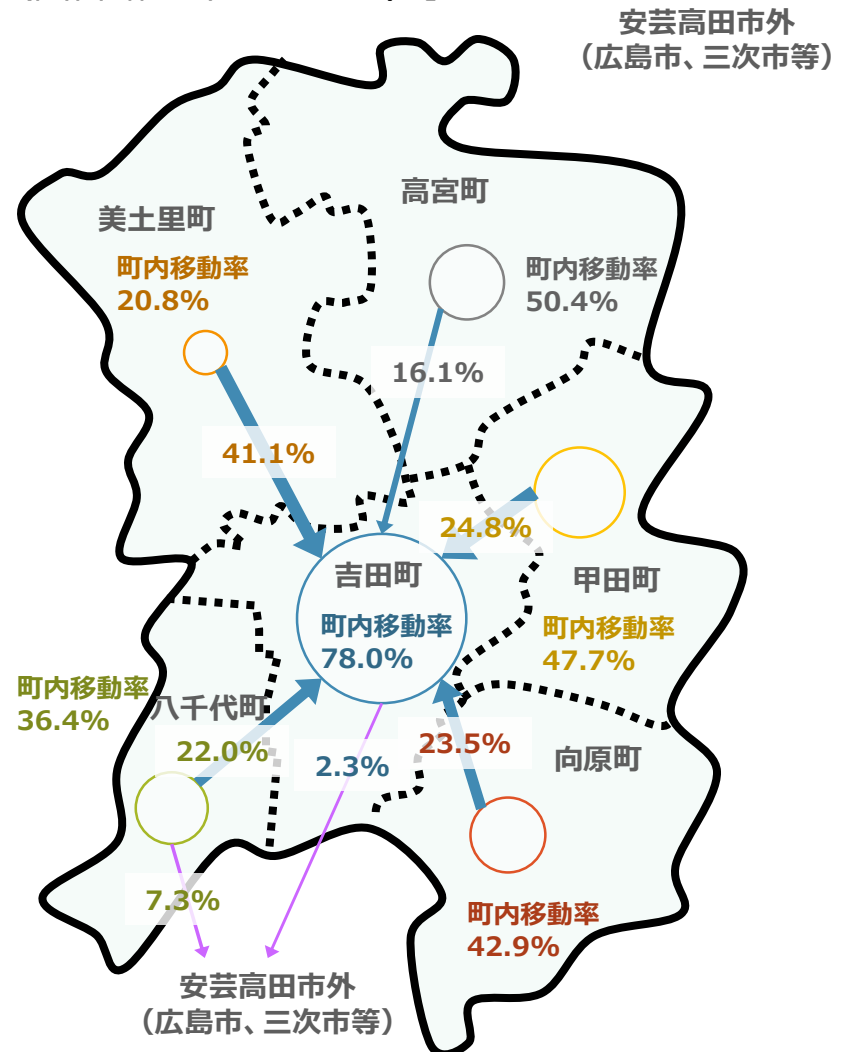 安芸高田市外
（広島市、三次市等）
高宮町
美土里町
町内移動率
20.8%
町内移動率
50.4%
16.1%
41.1%
24.8%
吉田町
町内移動率
78.0%
甲田町
町内移動率
47.7%
町内移動率
36.4%
八千代町
22.0%
2.3%
23.5%
向原町
7.3%
町内移動率
42.9%
安芸高田市外
（広島市、三次市等）